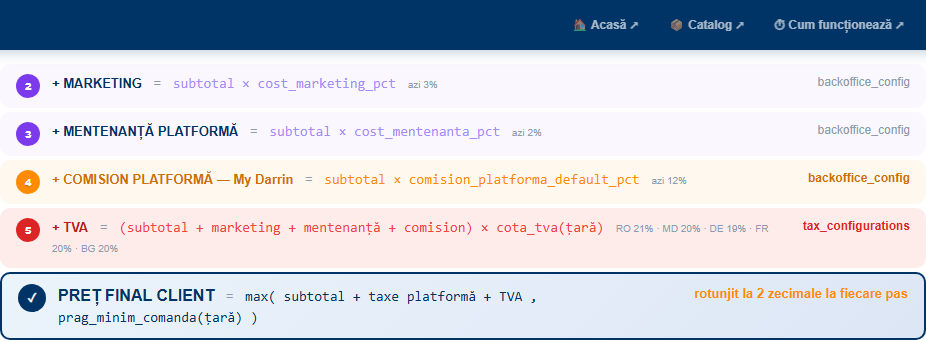 Acasă ↗ Catalog ↗ Cum funcționează ↗
2 + MARKETING = subtotal × cost_marketing_pct azi 3% backoffice_config
3 + MENTENANȚĂ PLATFORMĂ = subtotal × cost_mentenanta_pct azi 2% backoffice_config
4 + COMISION PLATFORMĂ — My Darrin = subtotal × comision_platforma_default_pct azi 12% backoffice_config
5 + TVA = (subtotal + marketing + mentenanță + comision) × cota_tva(țară) RO 21% · MD 20% · DE 19% · FR tax_configurations
20% · BG 20%
✓ PREȚ FINAL CLIENT = max( subtotal + taxe platformă + TVA , rotunjit la 2 zecimale la fiecare pas
prag_minim_comanda(țară) )